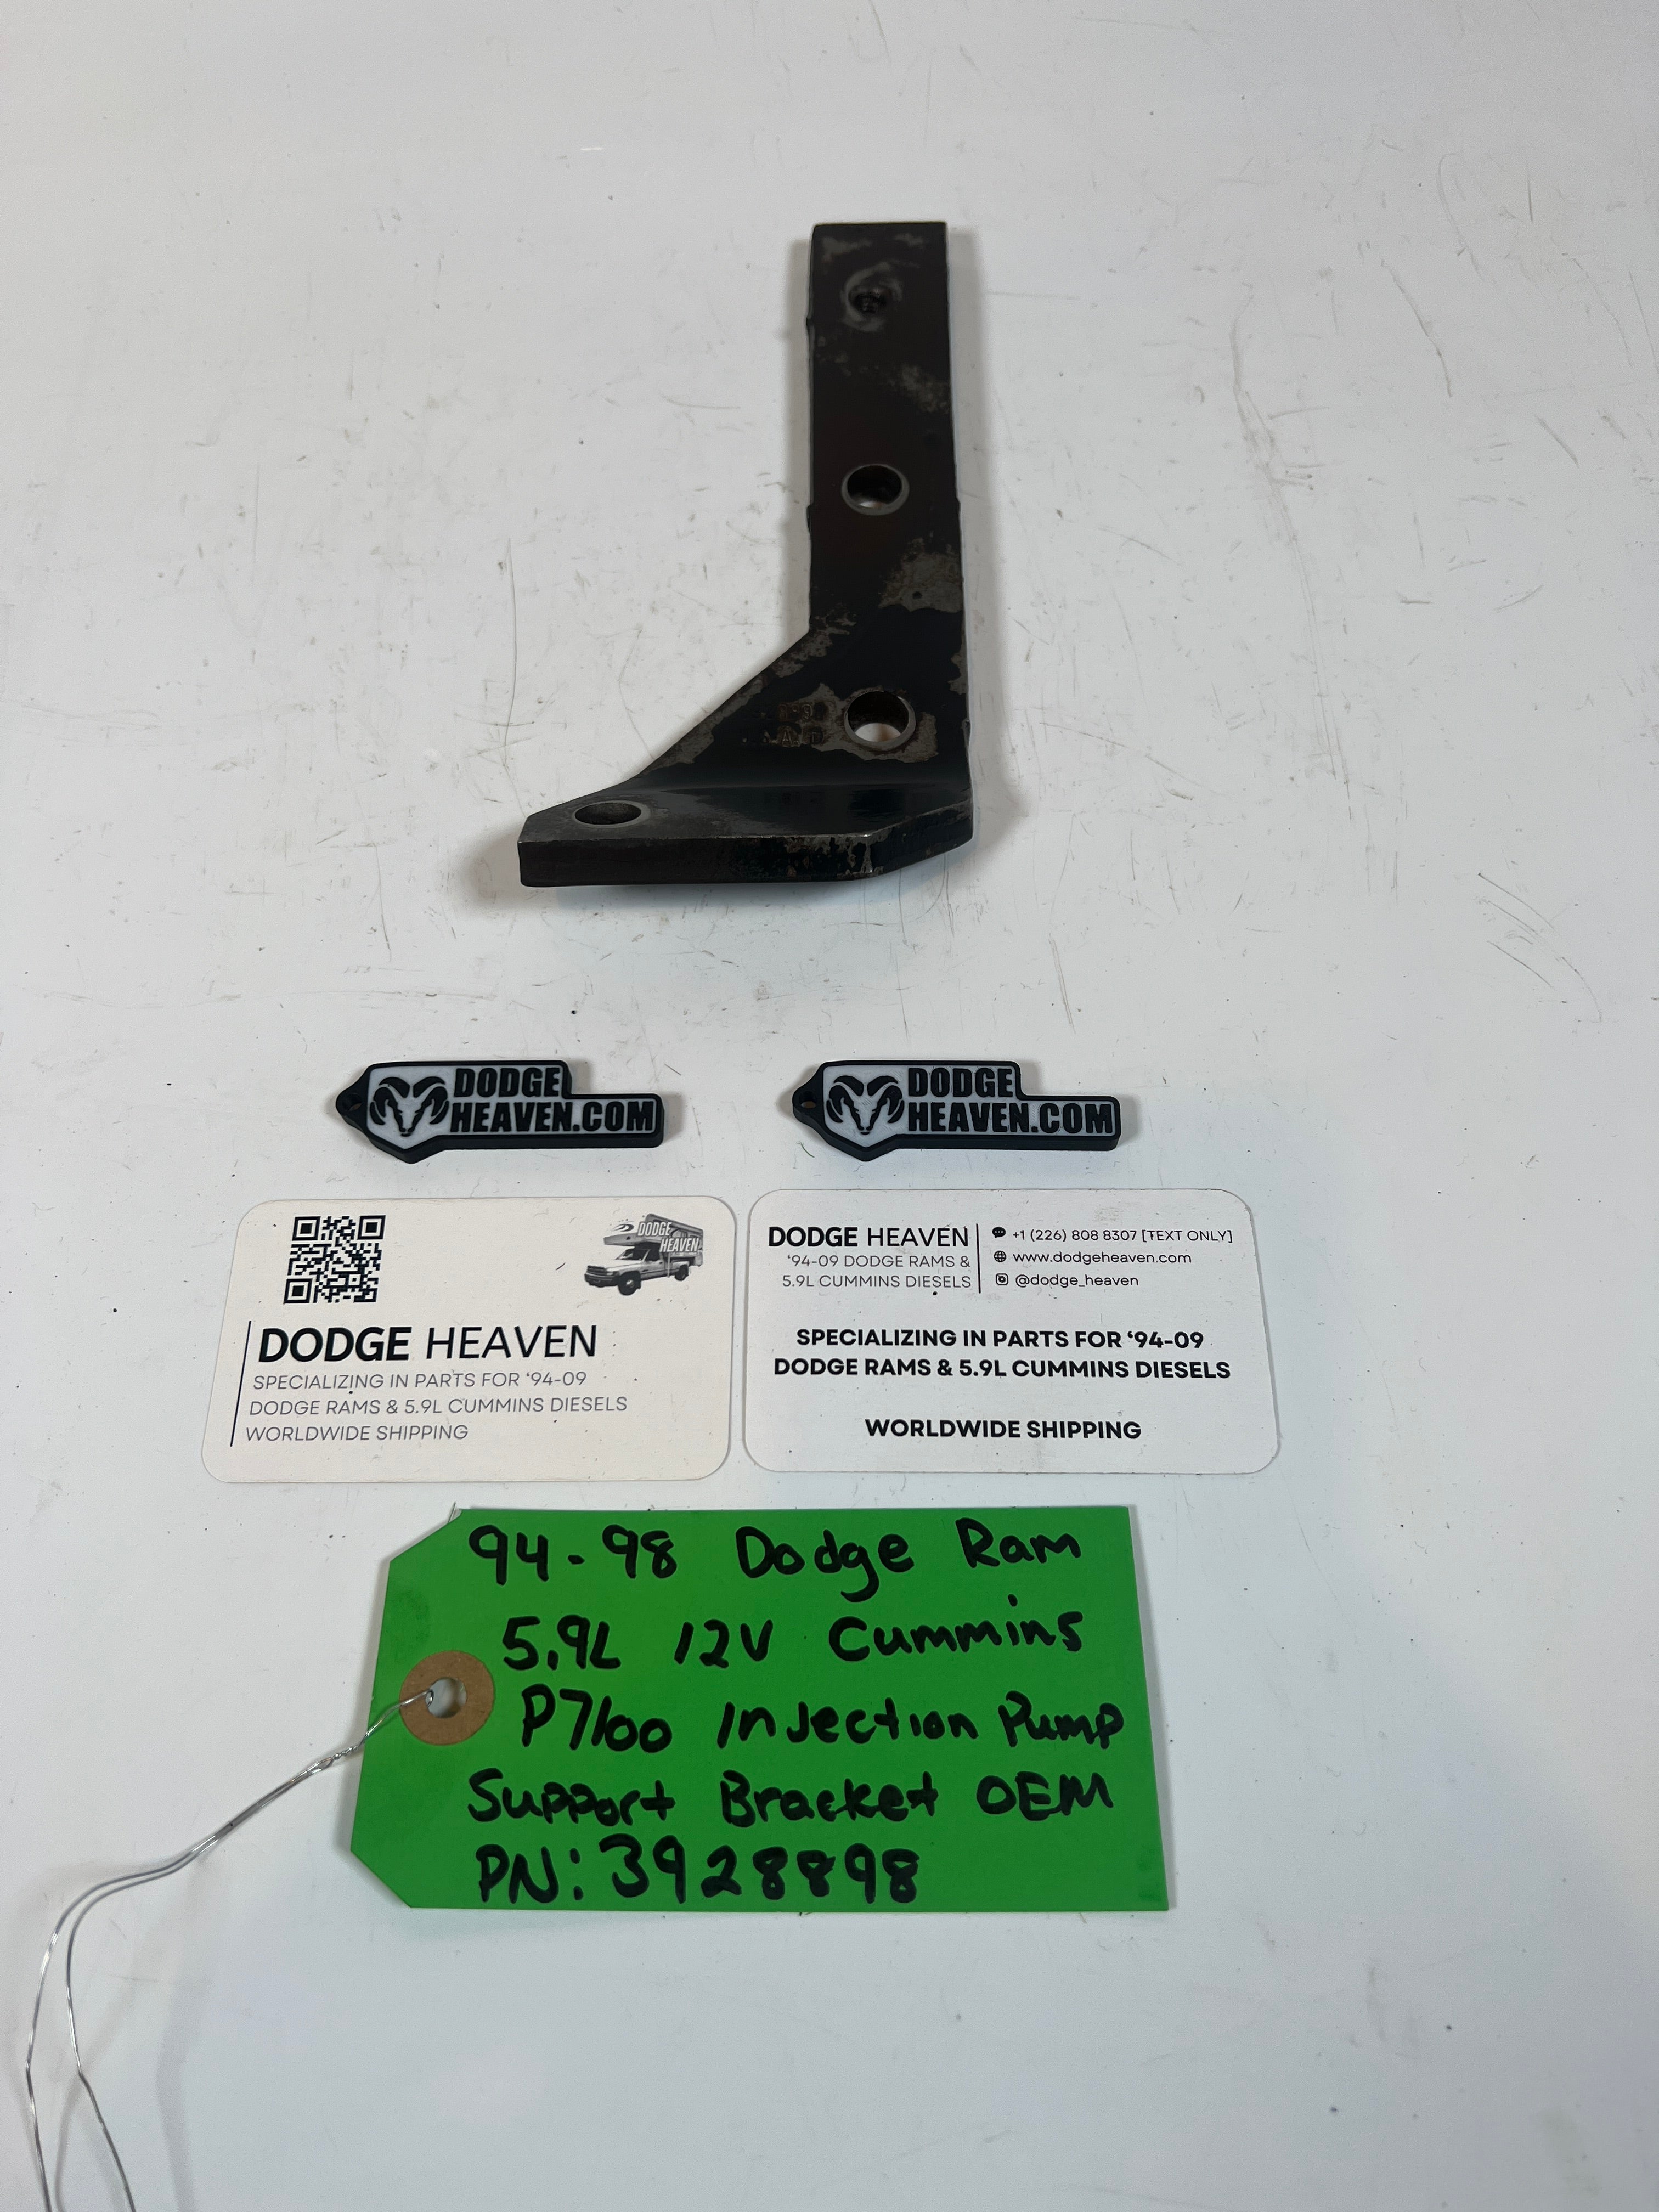 DODGE
HEAVEN.COM
DODGE
HEAVEN.COM
DODGE
HEAVEN
DODGE HEAVEN
SPECIALIZING IN PARTS FOR ‘94-09
DODGE RAMS & 5.9L CUMMINS DIESELS
WORLDWIDE SHIPPING
DODGE HEAVEN
‘94-09 DODGE RAMS &
5.9L CUMMINS DIESELS
+1 (226) 808 8307 [TEXT ONLY]
www.dodgeheaven.com
@dodge_heaven
SPECIALIZING IN PARTS FOR ‘94-09
DODGE RAMS & 5.9L CUMMINS DIESELS
WORLDWIDE SHIPPING
94-98 Dodge Ram
5.9L 12V Cummins
P7100 Injection Pump
Support Bracket OEM
PN: 3928898